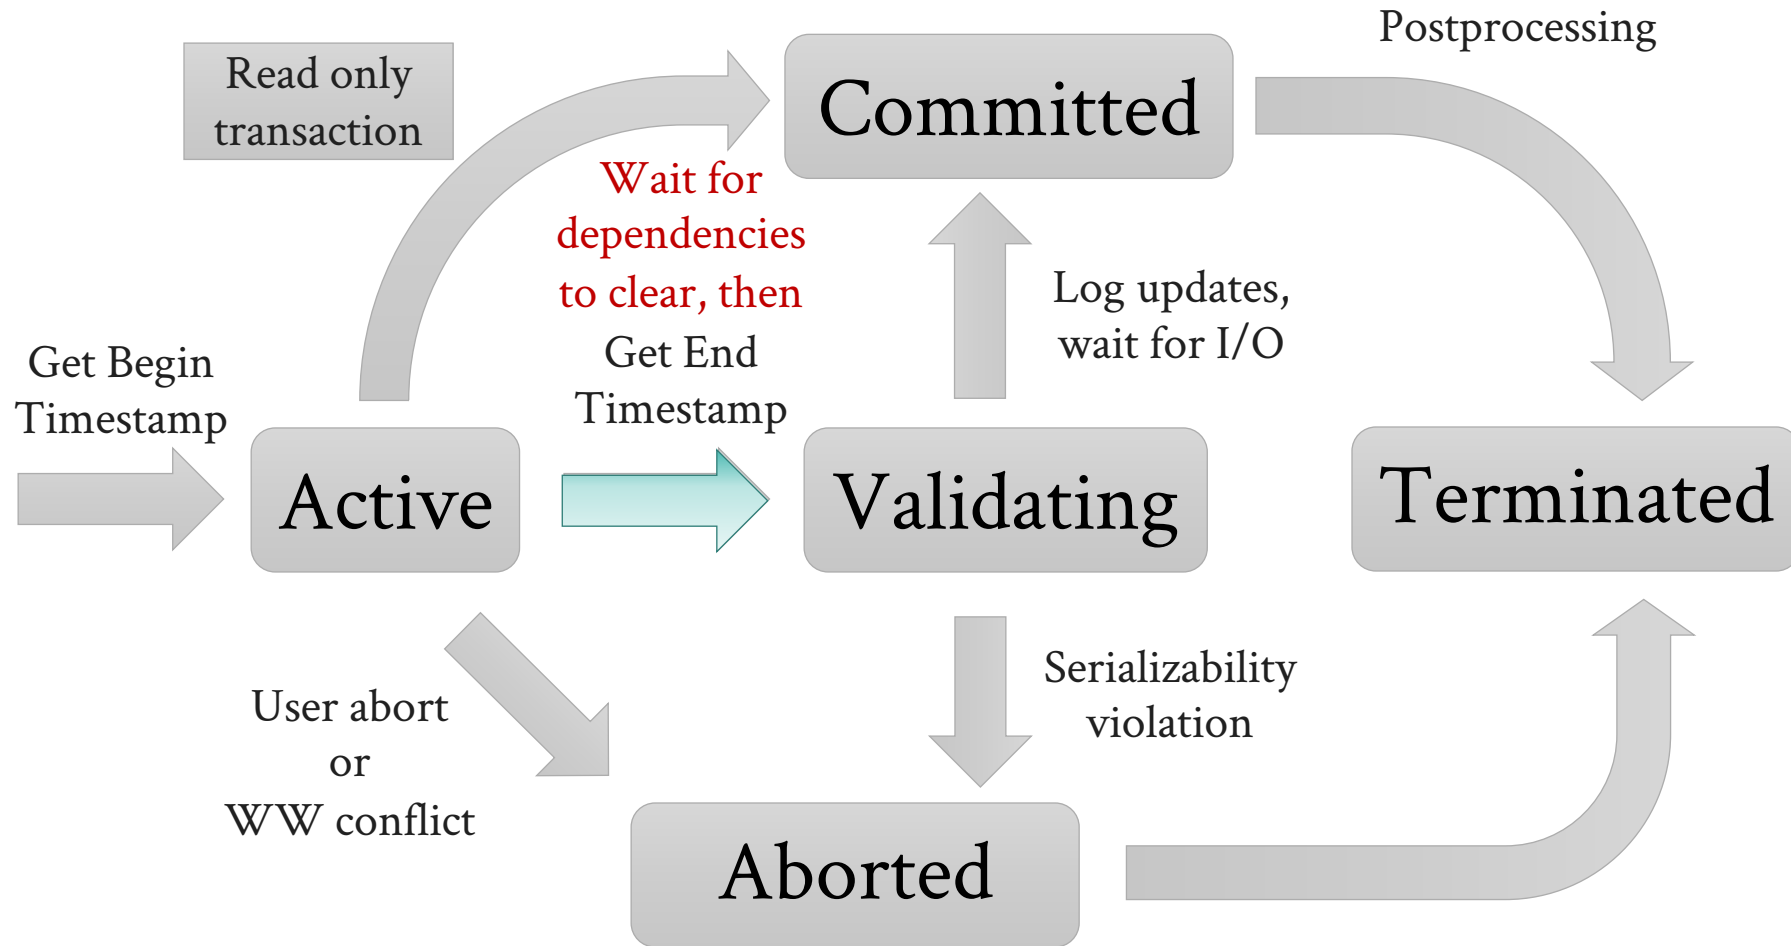 Postprocessing
Read only
transaction
Committed
Wait for
dependencies
to clear, then
Get End
Timestamp
Log updates,
wait for I/O
Get Begin
Timestamp
Active
Validating
Terminated
User abort
or
WW conflict
Serializability
violation
Aborted